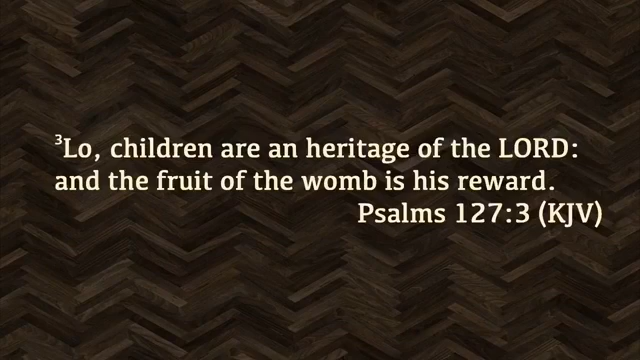 ³Lo, children are an heritage of the LORD:
and the fruit of the womb is his reward.
Psalms 127:3 (KJV)